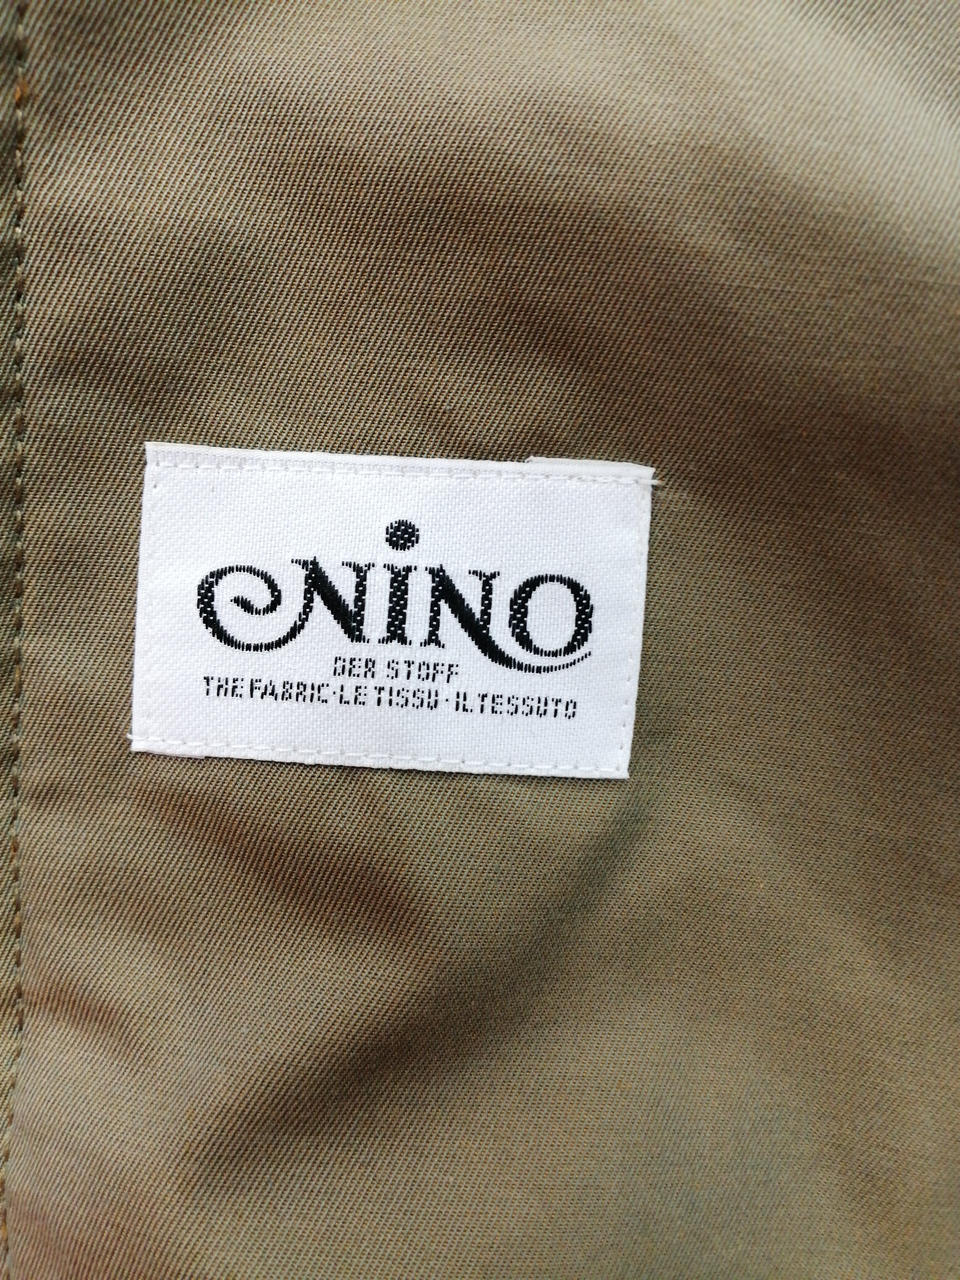 NINO
DER STOFF
THE FABRIC·LE TISSU·IL TESSUTO